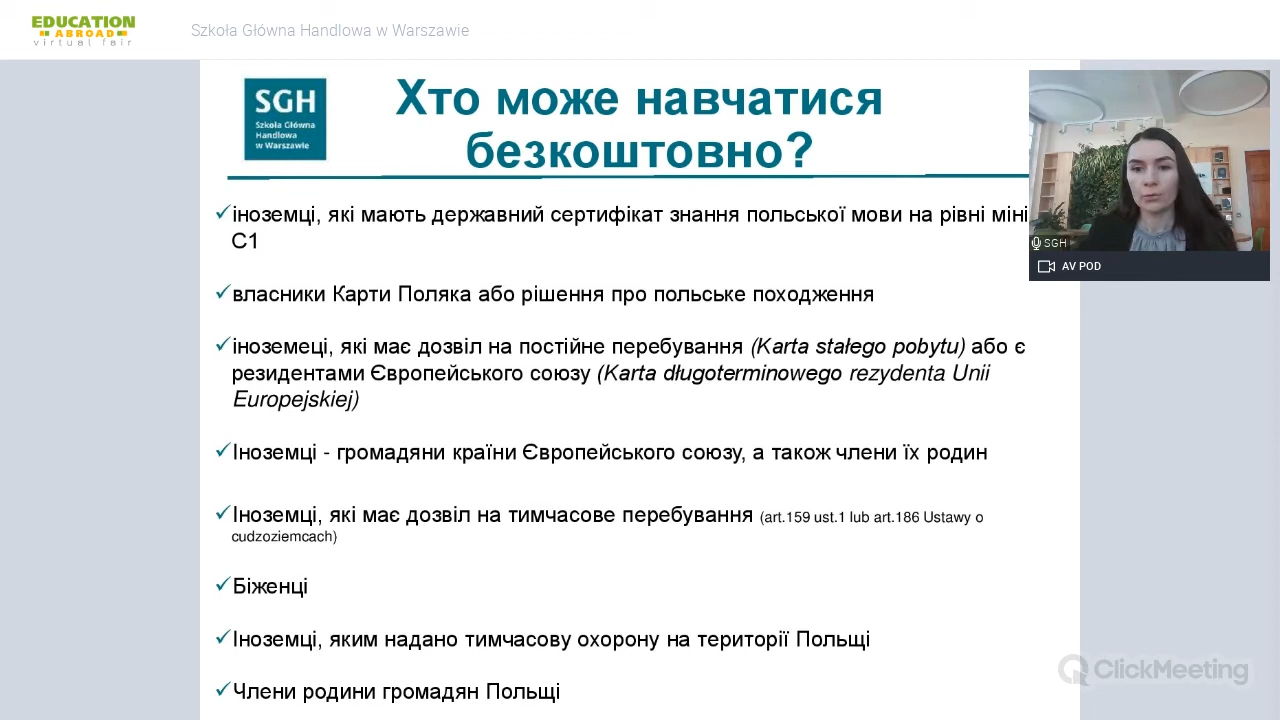 EDUCATION
ABROAD
virtual fair
Szkoła Główna Handlowa w Warszawie
SGH
Szkoła Główna
Handlowa
w Warszawie
Хто може навчатися
безкоштовно?
іноземці, які мають державний сертифікат знання польської мови на рівні міні
С1
власники Карти Поляка або рішення про польське походження
іноземеці, які має дозвіл на постійне перебування (Karta stałego pobytu) або є
резидентами Європейського союзу (Karta długoterminowego rezydenta Unii
Europejskiej)
Іноземці - громадяни країни Європейського союзу, а також члени їх родин
Іноземці, які має дозвіл на тимчасове перебування (art.159 ust.1 lub art.186 Ustawy o
cudzoziemcach)
Біженці
Іноземці, яким надано тимчасову охорону на території Польщі
Члени родини громадян Польщі
SGH
AV POD
ClickMeeting